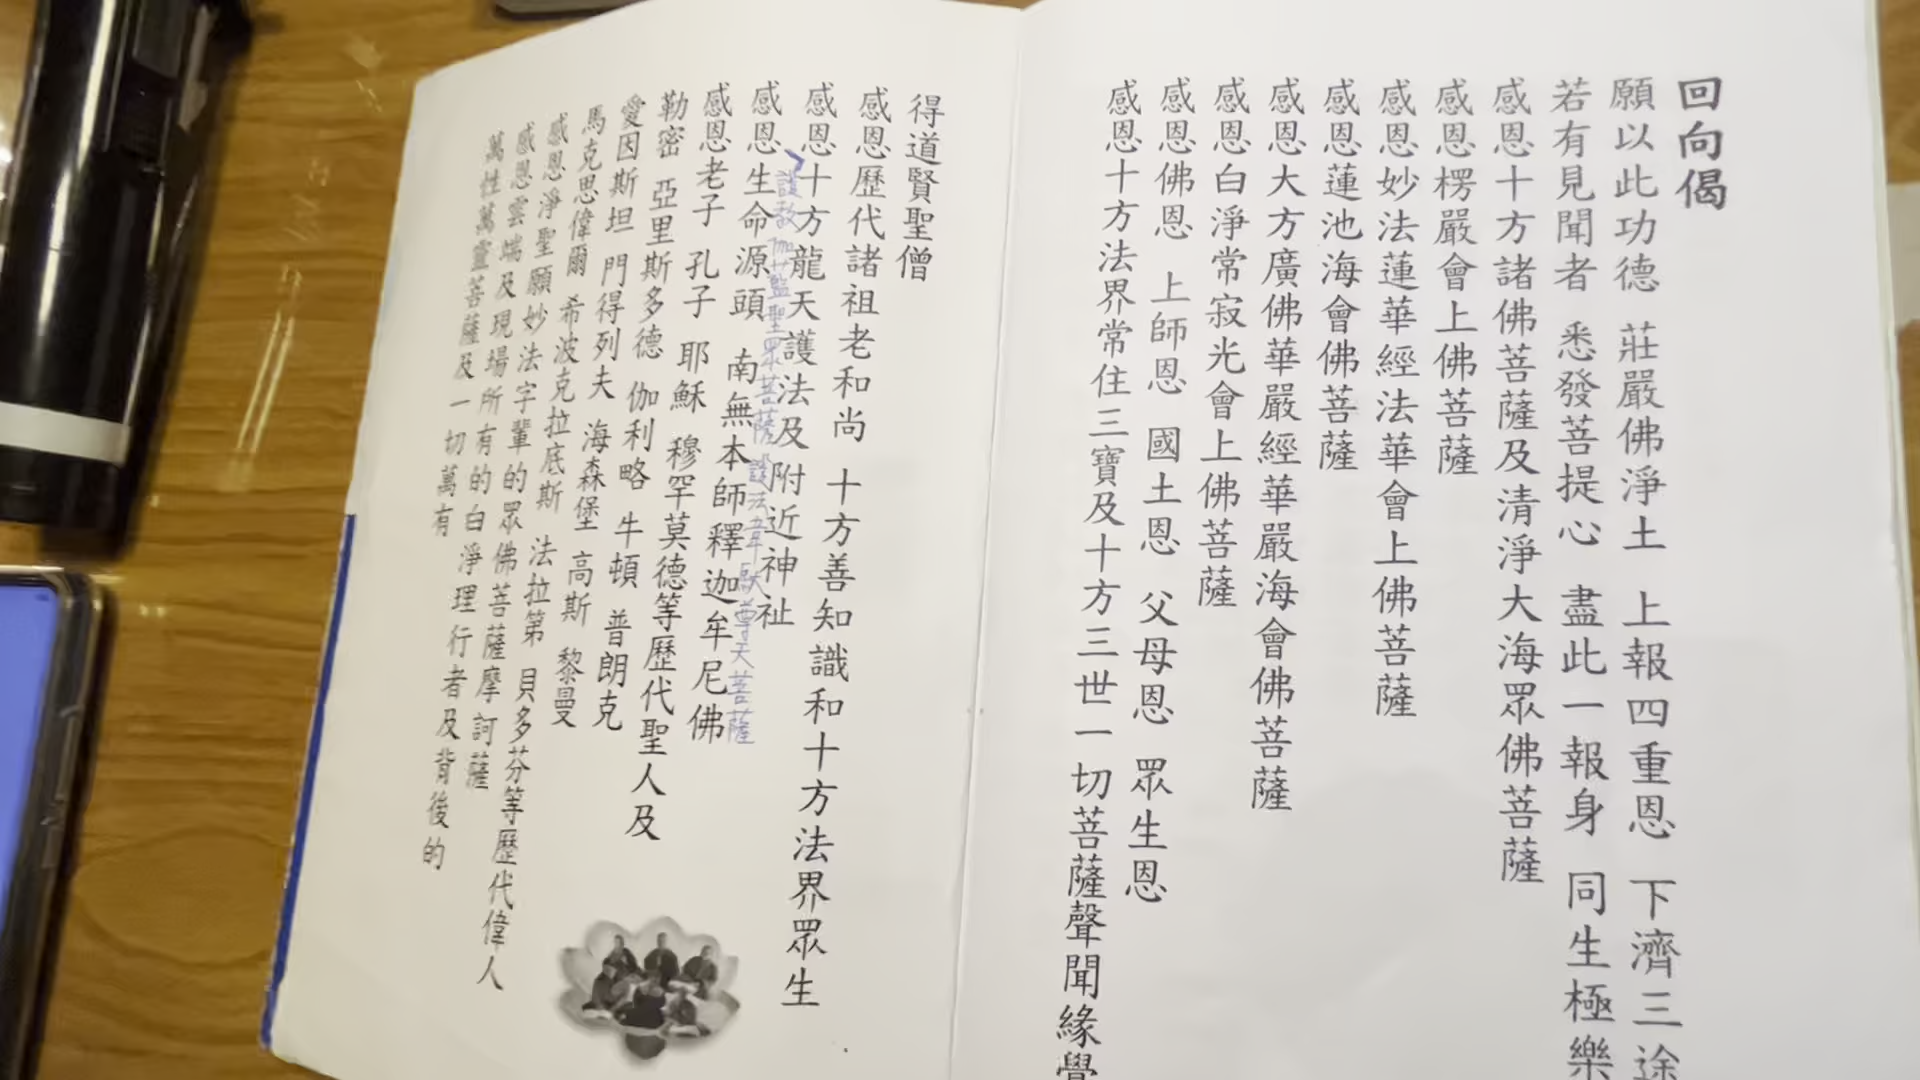 回向偈
願以此功德 莊嚴佛淨土 上報四重恩 下濟三途
若有見聞者 悉發菩提心 盡此一報身 同生極樂
感恩十方諸佛菩薩及清淨大海眾佛菩薩
感恩楞嚴會上佛菩薩
感恩妙法蓮華經法華會上佛菩薩
感恩蓮池海會佛菩薩
感恩大方廣佛華嚴經華嚴海會佛菩薩
感恩白淨常寂光會上佛菩薩
感恩佛恩 上師恩 國土恩 父母恩 眾生恩
感恩十方法界常住三寶及十方三世一切菩薩聲聞緣覺
得道賢聖僧
感恩歷代諸祖老和尚 十方善知識和十方法界眾生
感恩十方龍天護法及附近神祉
藍聖眾菩薩 護法韋馱尊天菩薩
感恩生命源頭 南無本師釋迦牟尼佛
感恩老子 孔子 耶穌 穆罕莫德等歷代聖人及
勒密 亞里斯多德 伽利略 牛頓 普朗克
愛因斯坦 門得列夫 海森堡 高斯 黎曼
馬克思偉爾 希波克拉底斯 法拉第 貝多芬等歷代偉人
感恩淨聖願妙法字輩的眾佛菩薩摩訶薩
感恩雲端及現場所有的白淨理行者及背後的
萬性萬靈菩薩及一切萬有